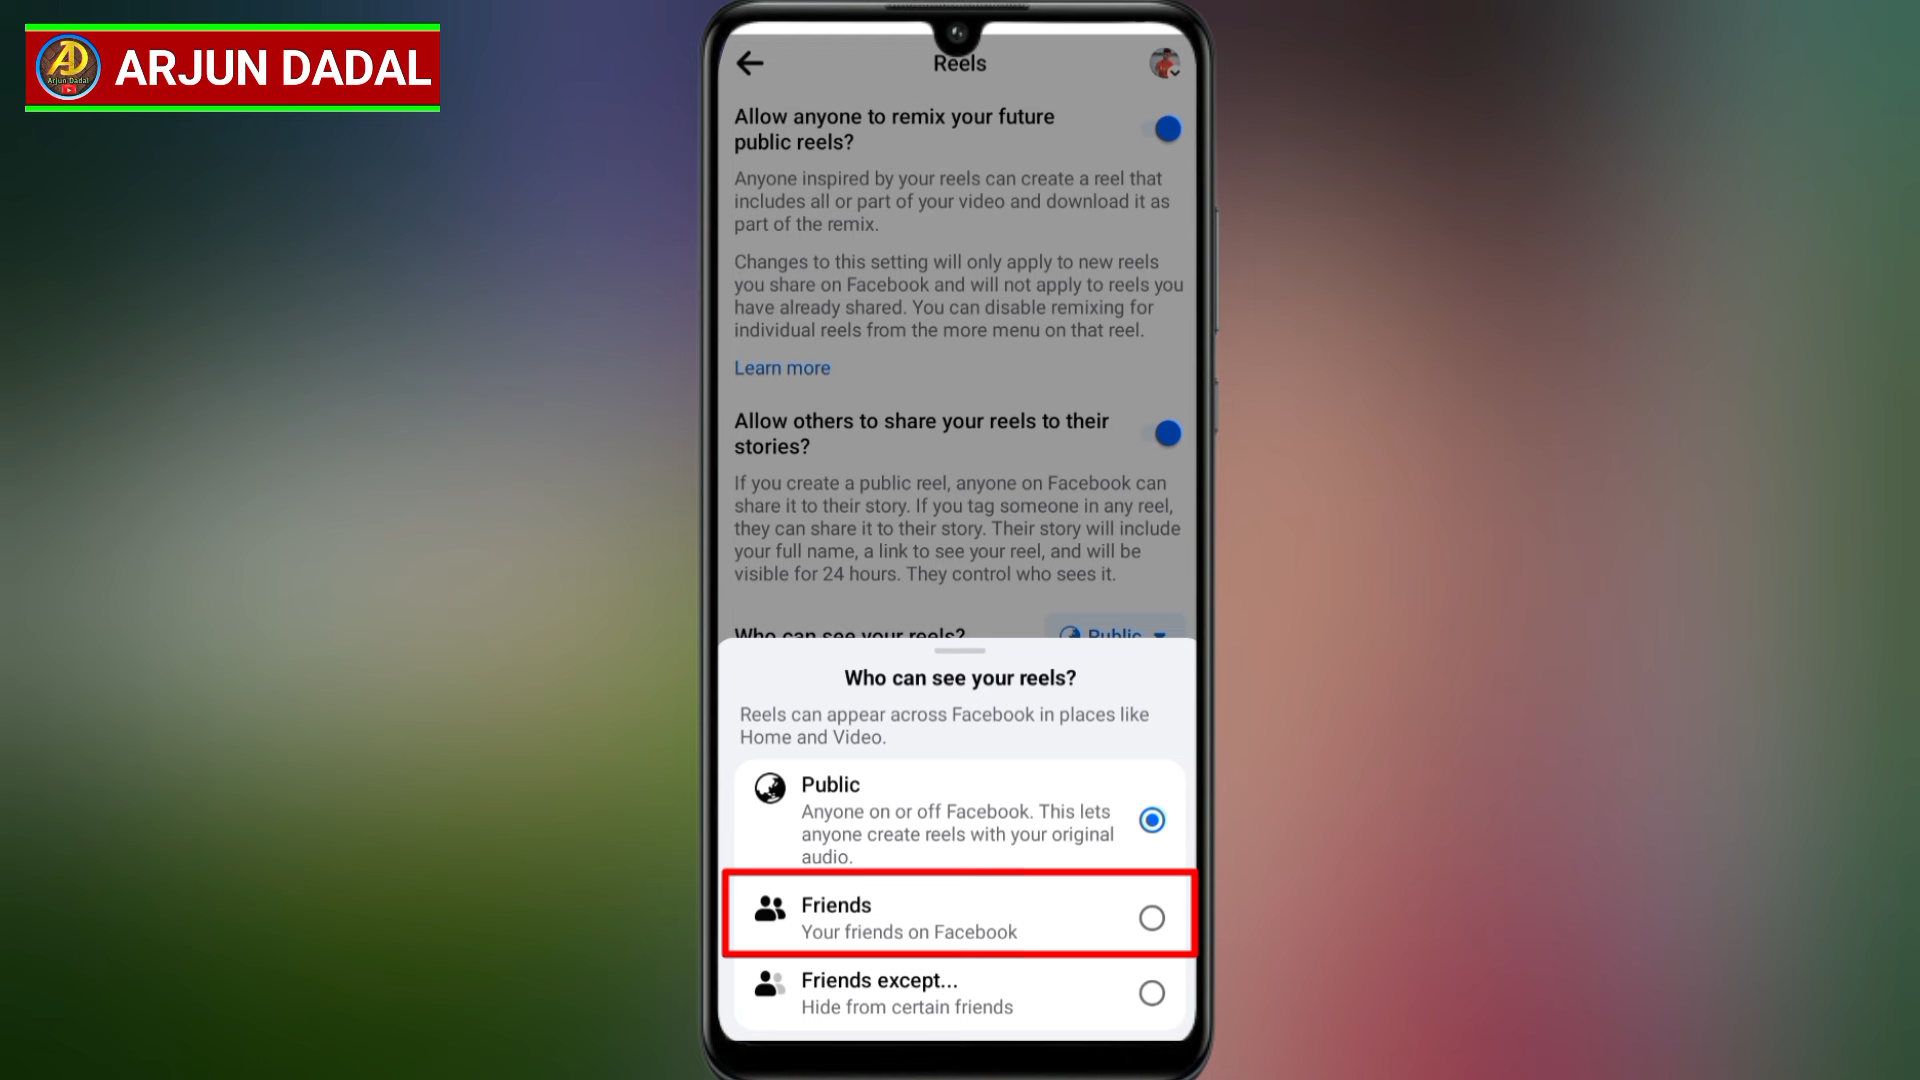 ARJUN DADAL
Arjun Dadal
Reels
Allow anyone to remix your future
public reels?
Anyone inspired by your reels can create a reel that
includes all or part of your video and download it as
part of the remix.
Changes to this setting will only apply to new reels
you share on Facebook and will not apply to reels you
have already shared. You can disable remixing for
individual reels from the more menu on that reel.
Learn more
Allow others to share your reels to their
stories?
If you create a public reel, anyone on Facebook can
share it to their story. If you tag someone in any reel,
they can share it to their story. Their story will include
your full name, a link to see your reel, and will be
visible for 24 hours. They control who sees it.
Who can see your reels? Public
Who can see your reels?
Reels can appear across Facebook in places like
Home and Video.
Public
Anyone on or off Facebook. This lets
anyone create reels with your original
audio.
Friends
Your friends on Facebook
Friends except...
Hide from certain friends